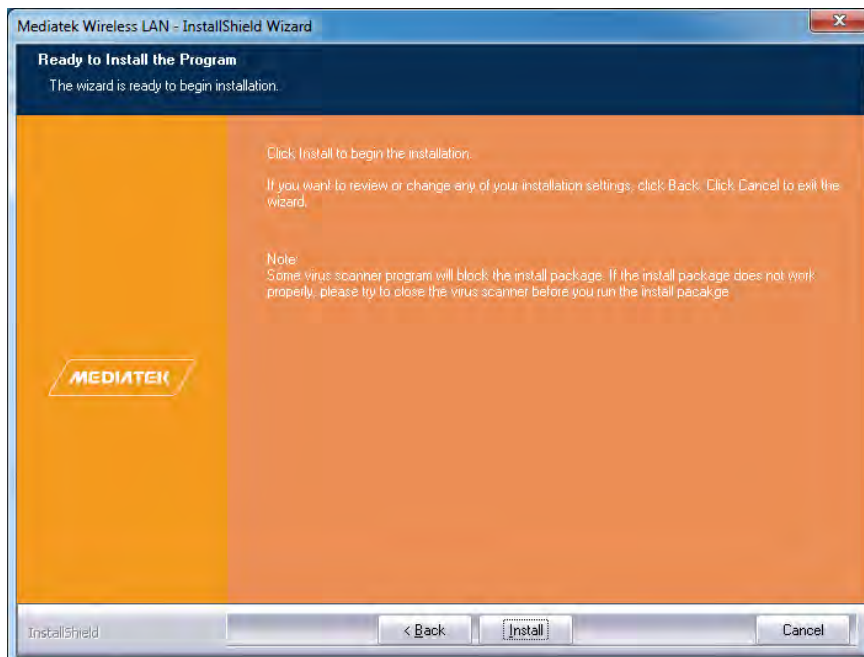 Mediatek Wireless LAN - InstallShield Wizard
Ready to Install the Program
The wizard is ready to begin installation.
Click Install to begin the installation.
If you want to review or change any of your installation settings, click Back. Click Cancel to exit the
wizard.
Note:
Some virus scanner program will block the install package. If the install package does not work
properly, please try to close the virus scanner before you run the install pacakge
MEDIATEK
InstallShield
< Back
Install
Cancel